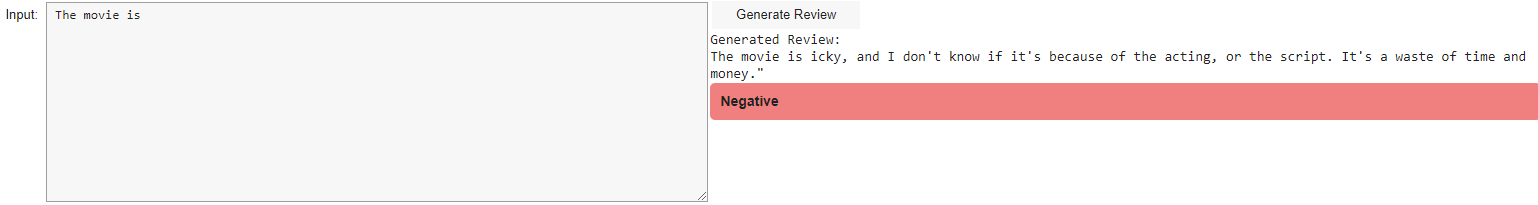 Input:
The movie is
Generate Review
Generated Review:
The movie is icky, and I don't know if it's because of the acting, or the script. It's a waste of time and
money."
Negative